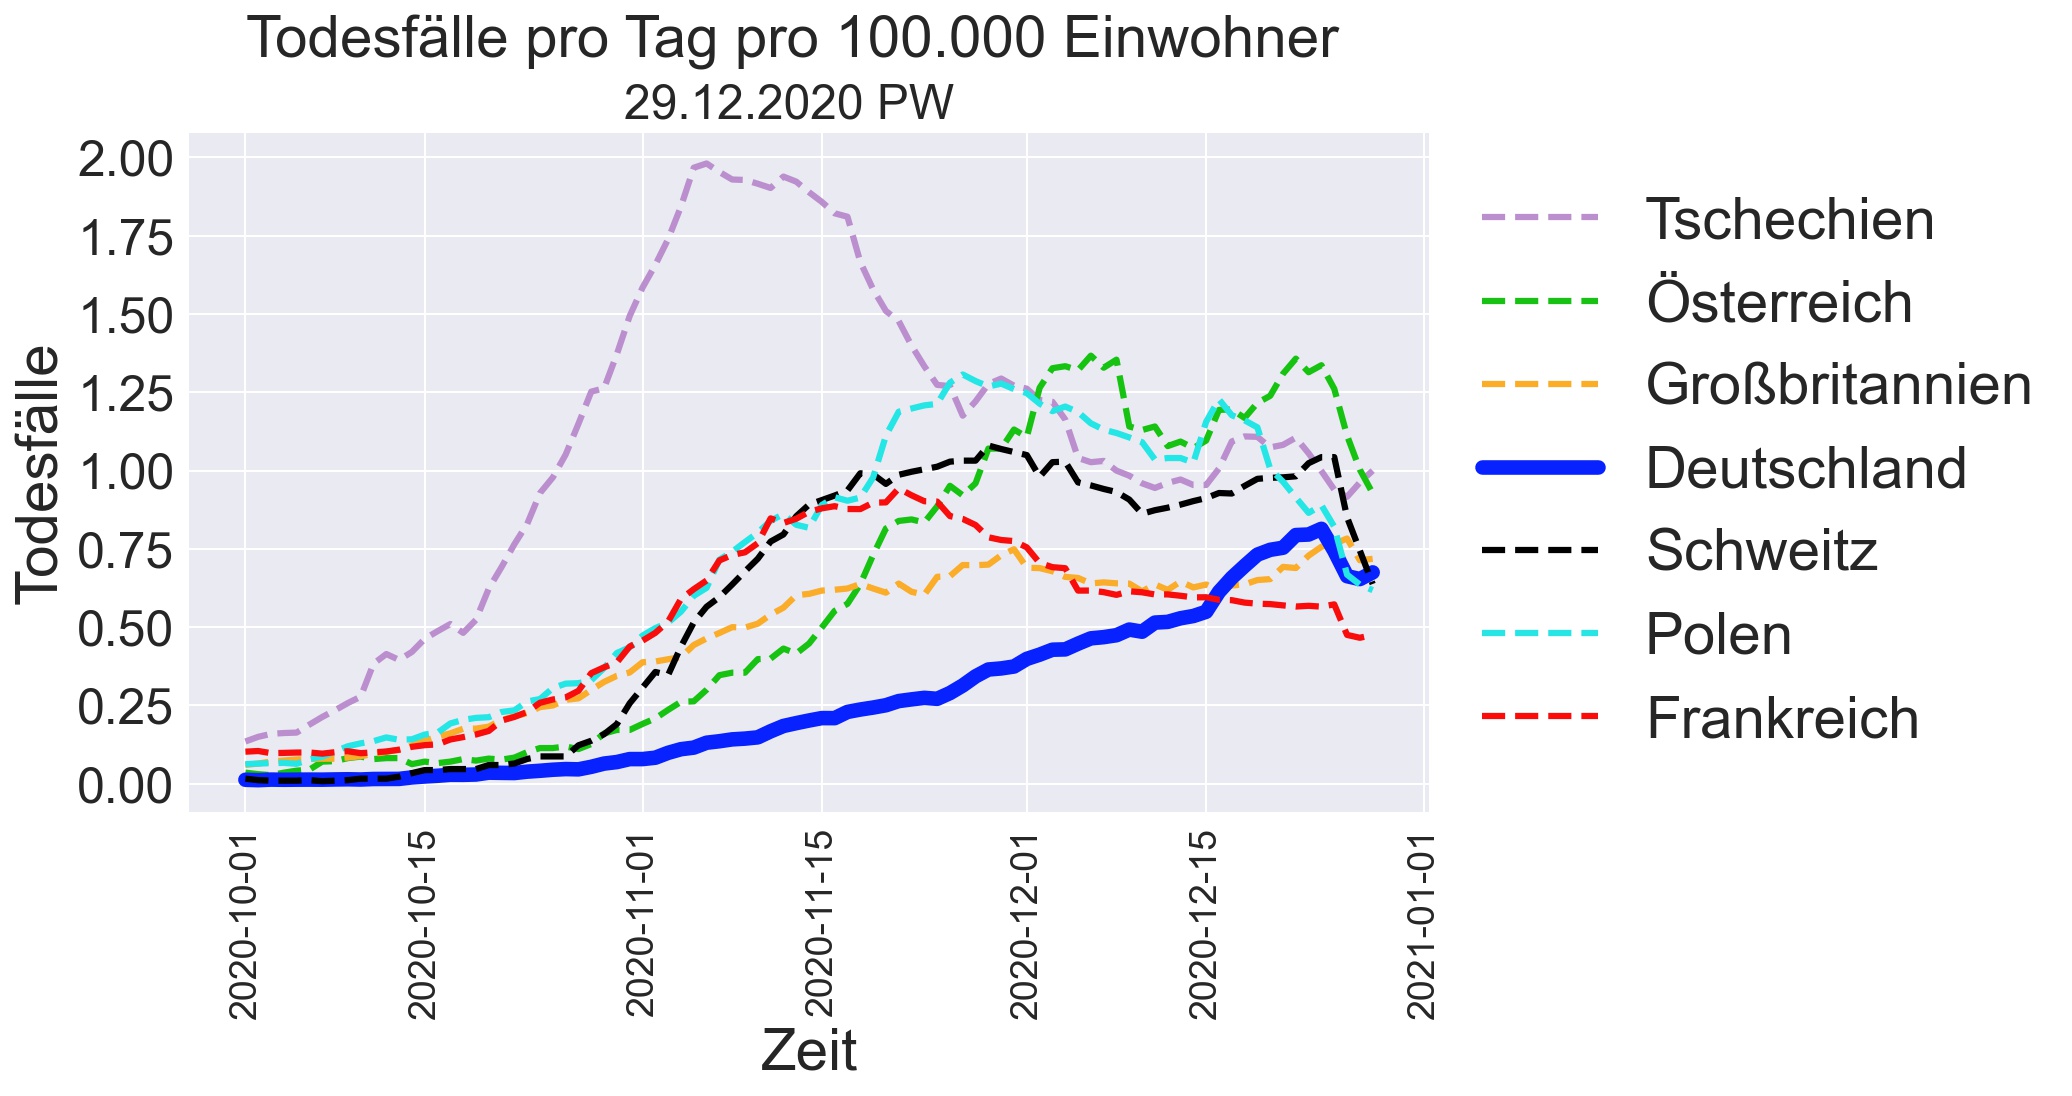 Todesfälle pro Tag pro 100.000 Einwohner
29.12.2020 PW
Todesfälle
2.00
1.75
1.50
1.25
1.00
0.75
0.50
0.25
0.00
2020-10-01
2020-10-15
2020-11-01
2020-11-15
2020-12-01
2020-12-15
2021-01-01
Zeit
Tschechien
Österreich
Großbritannien
Deutschland
Schweitz
Polen
Frankreich